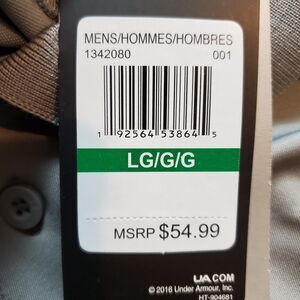 MENS/HOMMES/HOMBRES
1342080 001
1 92564 53864 5
LG/G/G
MSRP $54.99
UA.COM
© 2016 Under Armour, Inc.
HT-904681